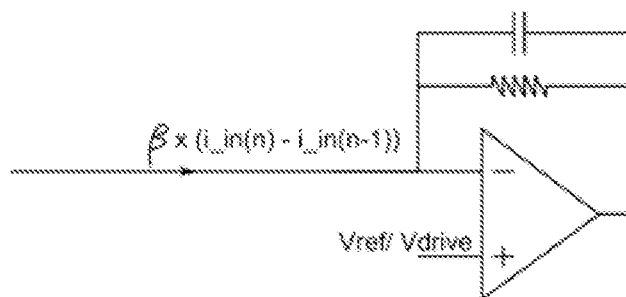 β x (i_in(n) - i_in(n-1))
−
Vref/ Vdrive
+